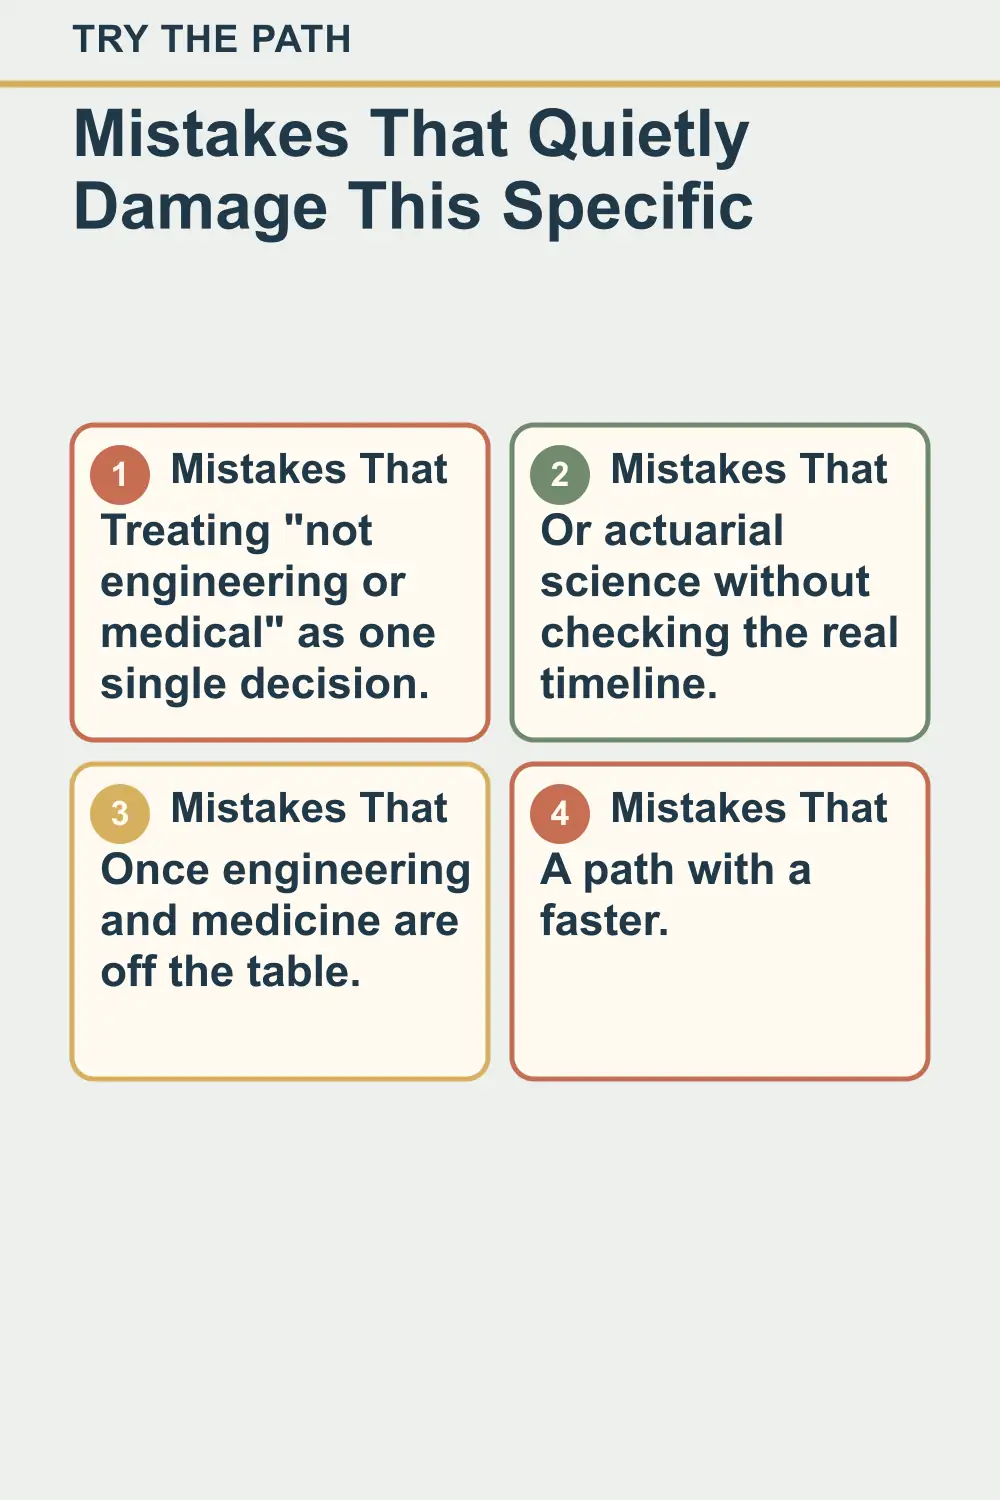 TRY THE PATH
Mistakes That Quietly
Damage This Specific
1 Mistakes That
Treating "not
engineering or
medical" as one
single decision.
2 Mistakes That
Or actuarial
science without
checking the real
timeline.
3 Mistakes That
Once engineering
and medicine are
off the table.
4 Mistakes That
A path with a
faster.